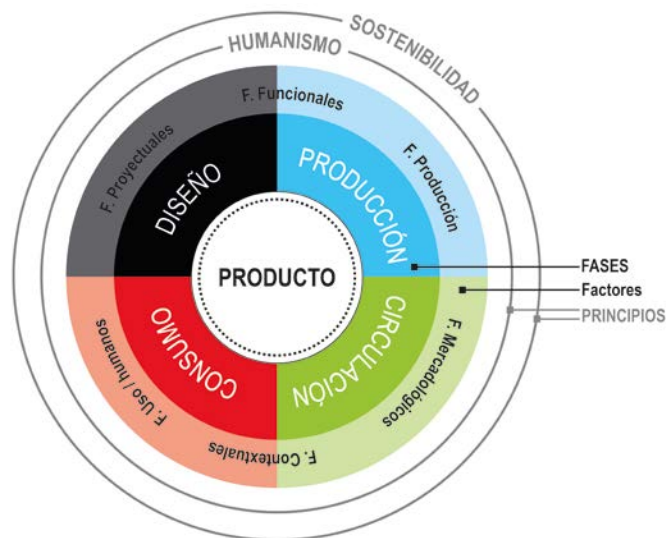 SOSTENIBILIDAD
HUMANISMO
F. Funcionales
F. Proyectuales
F. Producción
DISEÑO
PRODUCCIÓN
PRODUCTO
FASES
Factores
PRINCIPIOS
CONSUMO
CIRCULACIÓN
F. Uso / humanos
F. Mercadológicos
F. Contextuales